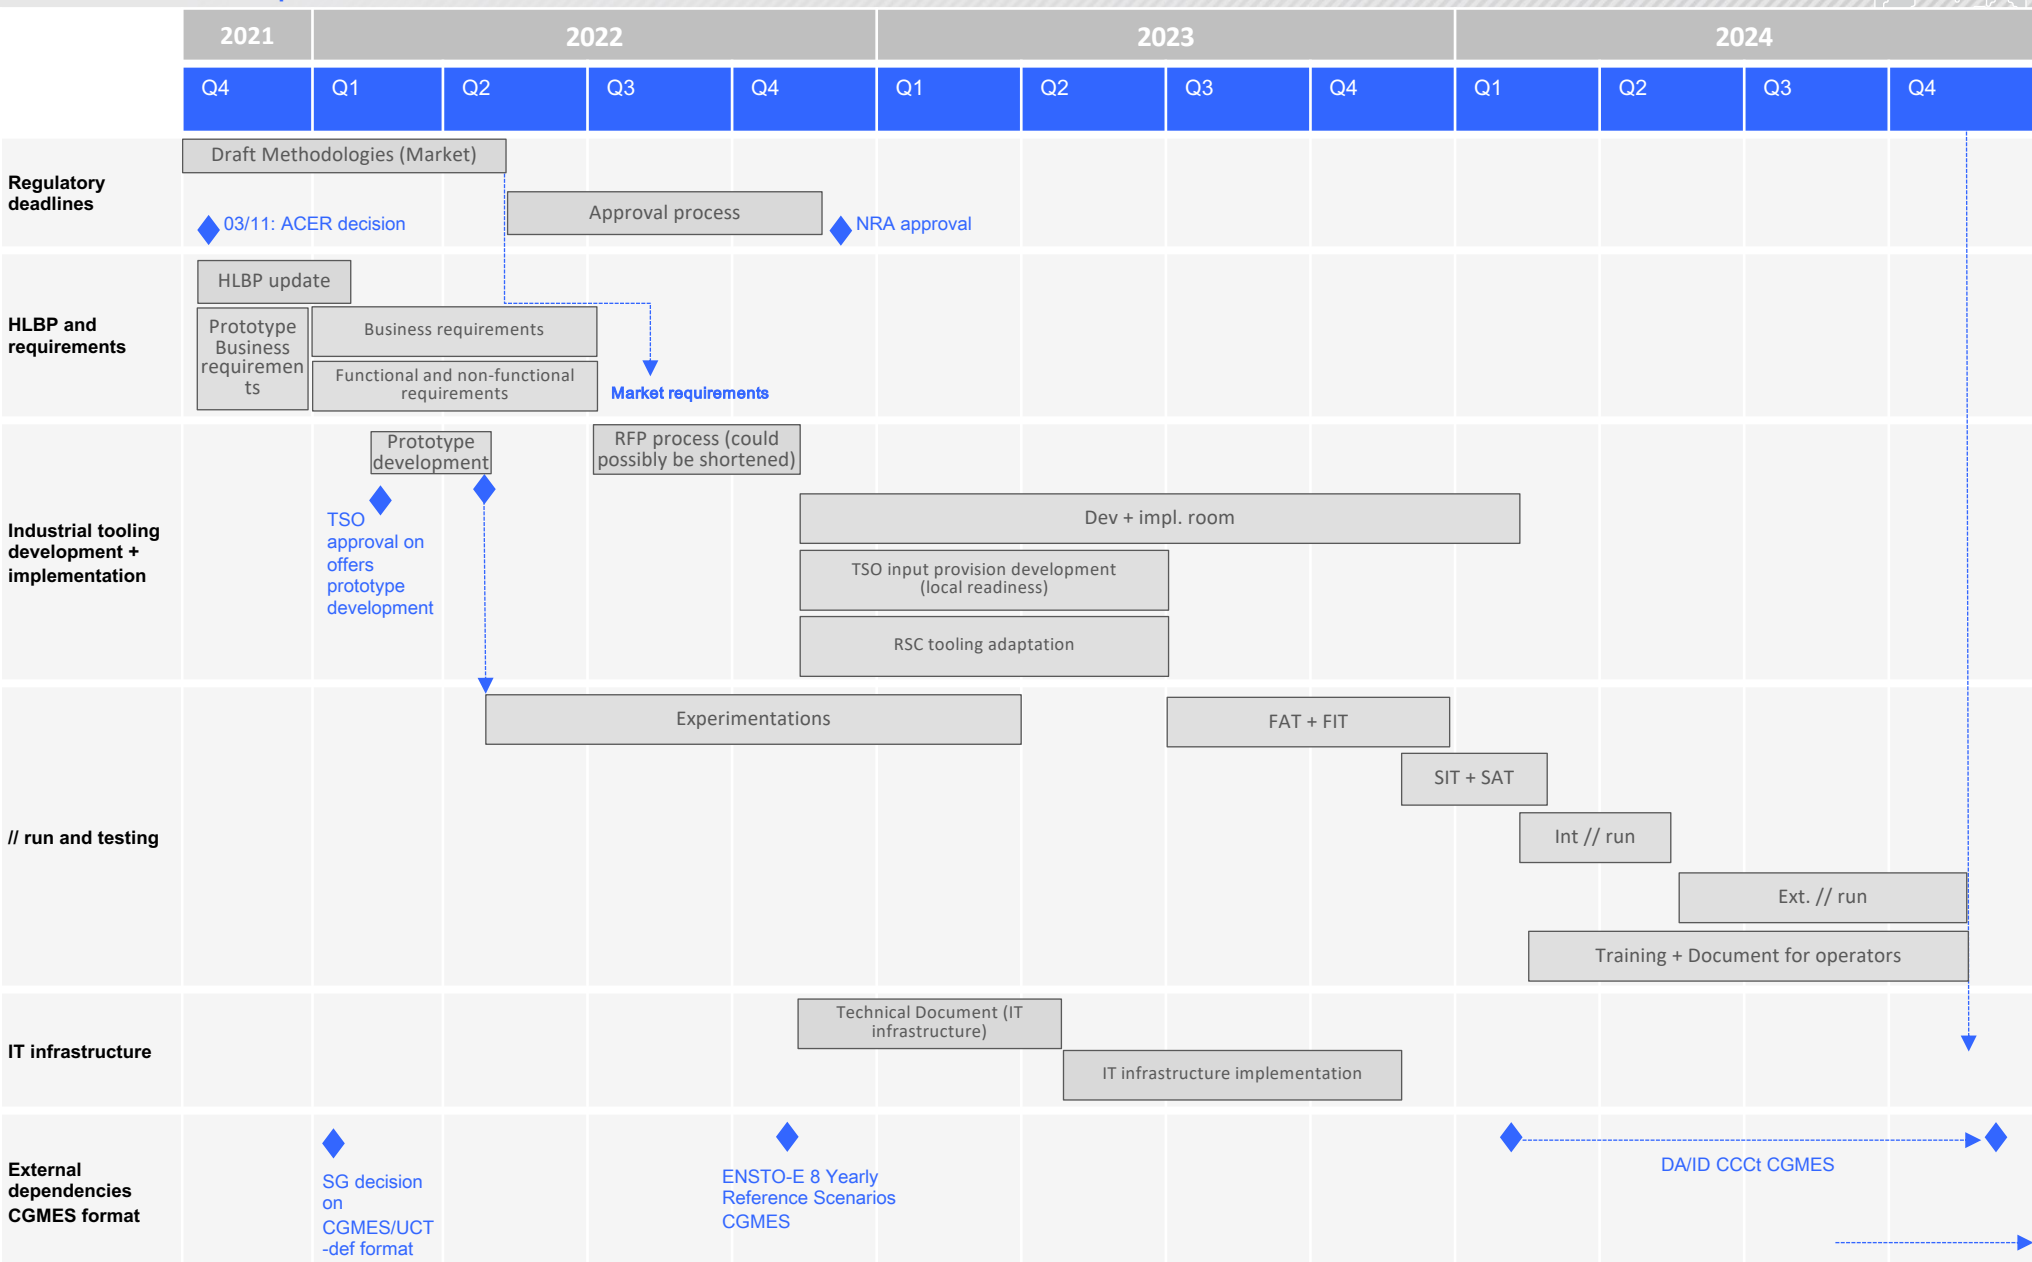 2021
2022
2023
2024
Q4
Q1
Q2
Q3
Q4
Q1
Q2
Q3
Q4
Q1
Q2
Q3
Q4
Regulatory
deadlines
Draft Methodologies (Market)
Approval process
03/11: ACER decision
NRA approval
HLBP and
requirements
HLBP update
Prototype
Business
requiremen
ts
Business requirements
Functional and non-functional
requirements
Market requirements
Industrial tooling
development +
implementation
Prototype
development
RFP process (could
possibly be shortened)
TSO
approval on
offers
prototype
development
Dev + impl. room
TSO input provision development
(local readiness)
RSC tooling adaptation
// run and testing
Experimentations
FAT + FIT
SIT + SAT
Int // run
Ext. // run
Training + Document for operators
IT infrastructure
Technical Document (IT
infrastructure)
IT infrastructure implementation
External
dependencies
CGMES format
SG decision
on
CGMES/UCT
-def format
ENSTO-E 8 Yearly
Reference Scenarios
CGMES
DA/ID CCCt CGMES